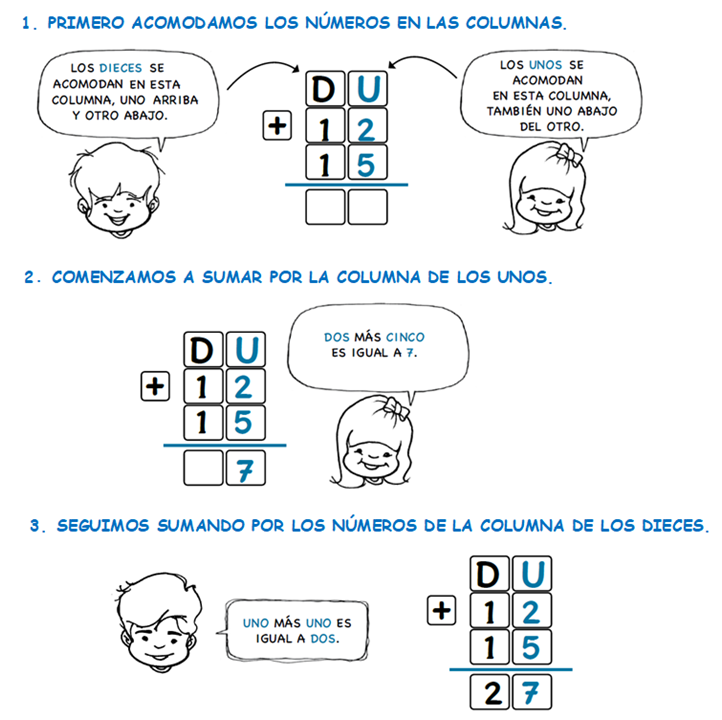 1. PRIMERO ACOMODAMOS LOS NÚMEROS EN LAS COLUMNAS.
LOS DIECES SE
ACOMODAN EN ESTA
COLUMNA, UNO ARRIBA
Y OTRO ABAJO.
D U
+ 1 2
1 5
LOS UNOS SE
ACOMODAN
EN ESTA COLUMNA,
TAMBIÉN UNO ABAJO
DEL OTRO.
2. COMENZAMOS A SUMAR POR LA COLUMNA DE LOS UNOS.
D U
+ 1 2
1 5
7
DOS MÁS CINCO
ES IGUAL A 7.
3. SEGUIMOS SUMANDO POR LOS NÚMEROS DE LA COLUMNA DE LOS DIECES.
UNO MÁS UNO ES
IGUAL A DOS.
D U
+ 1 2
1 5
2 7